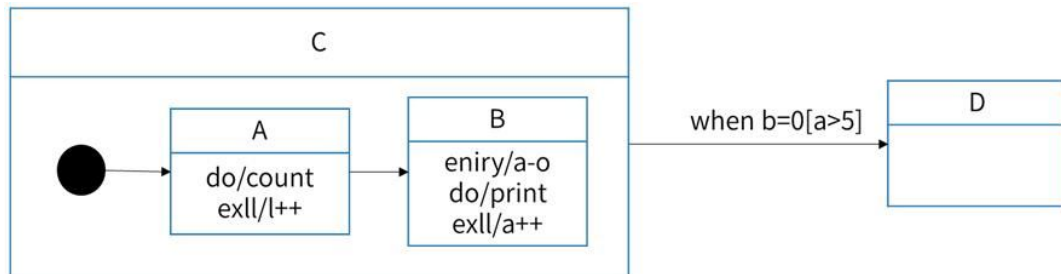 C
A
do/count
exll/l++
B
eniry/a-o
do/print
exll/a++
when b=0[a>5]
D